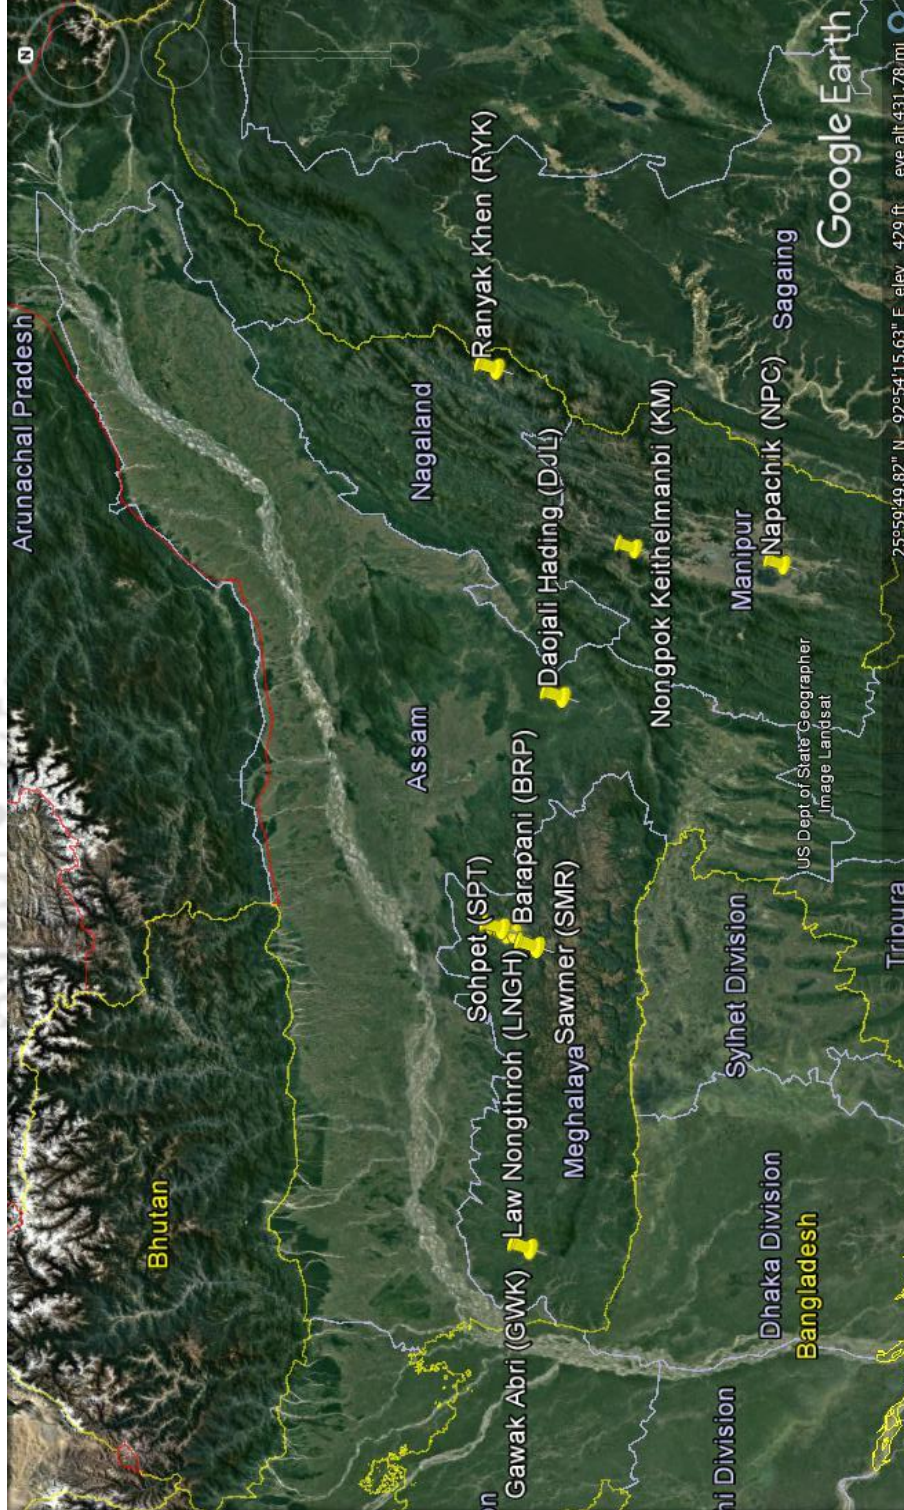 N
Arunachal Pradesh
Bhutan
Nagaland
Assam
Ranyak Khen (RYK)
Sohpet (SPT)
Barapani (BRP)
Daojali Hading (DJL)
Law Nongthroh (LNGH)
Gawak Abri (GWK)
Sawmer (SMR)
Meghalaya
Nongpok Keithelmanbi (KM)
Manipur
Napachik (NPC)
Sagaing
Sylhet Division
Dhaka Division
Bangladesh
US Dept of State Geographer
Image Landsat
Google Earth
Tripura
25°59'49.82" N 92°54'15.63" E elev 429 ft eye alt 431.78 mi